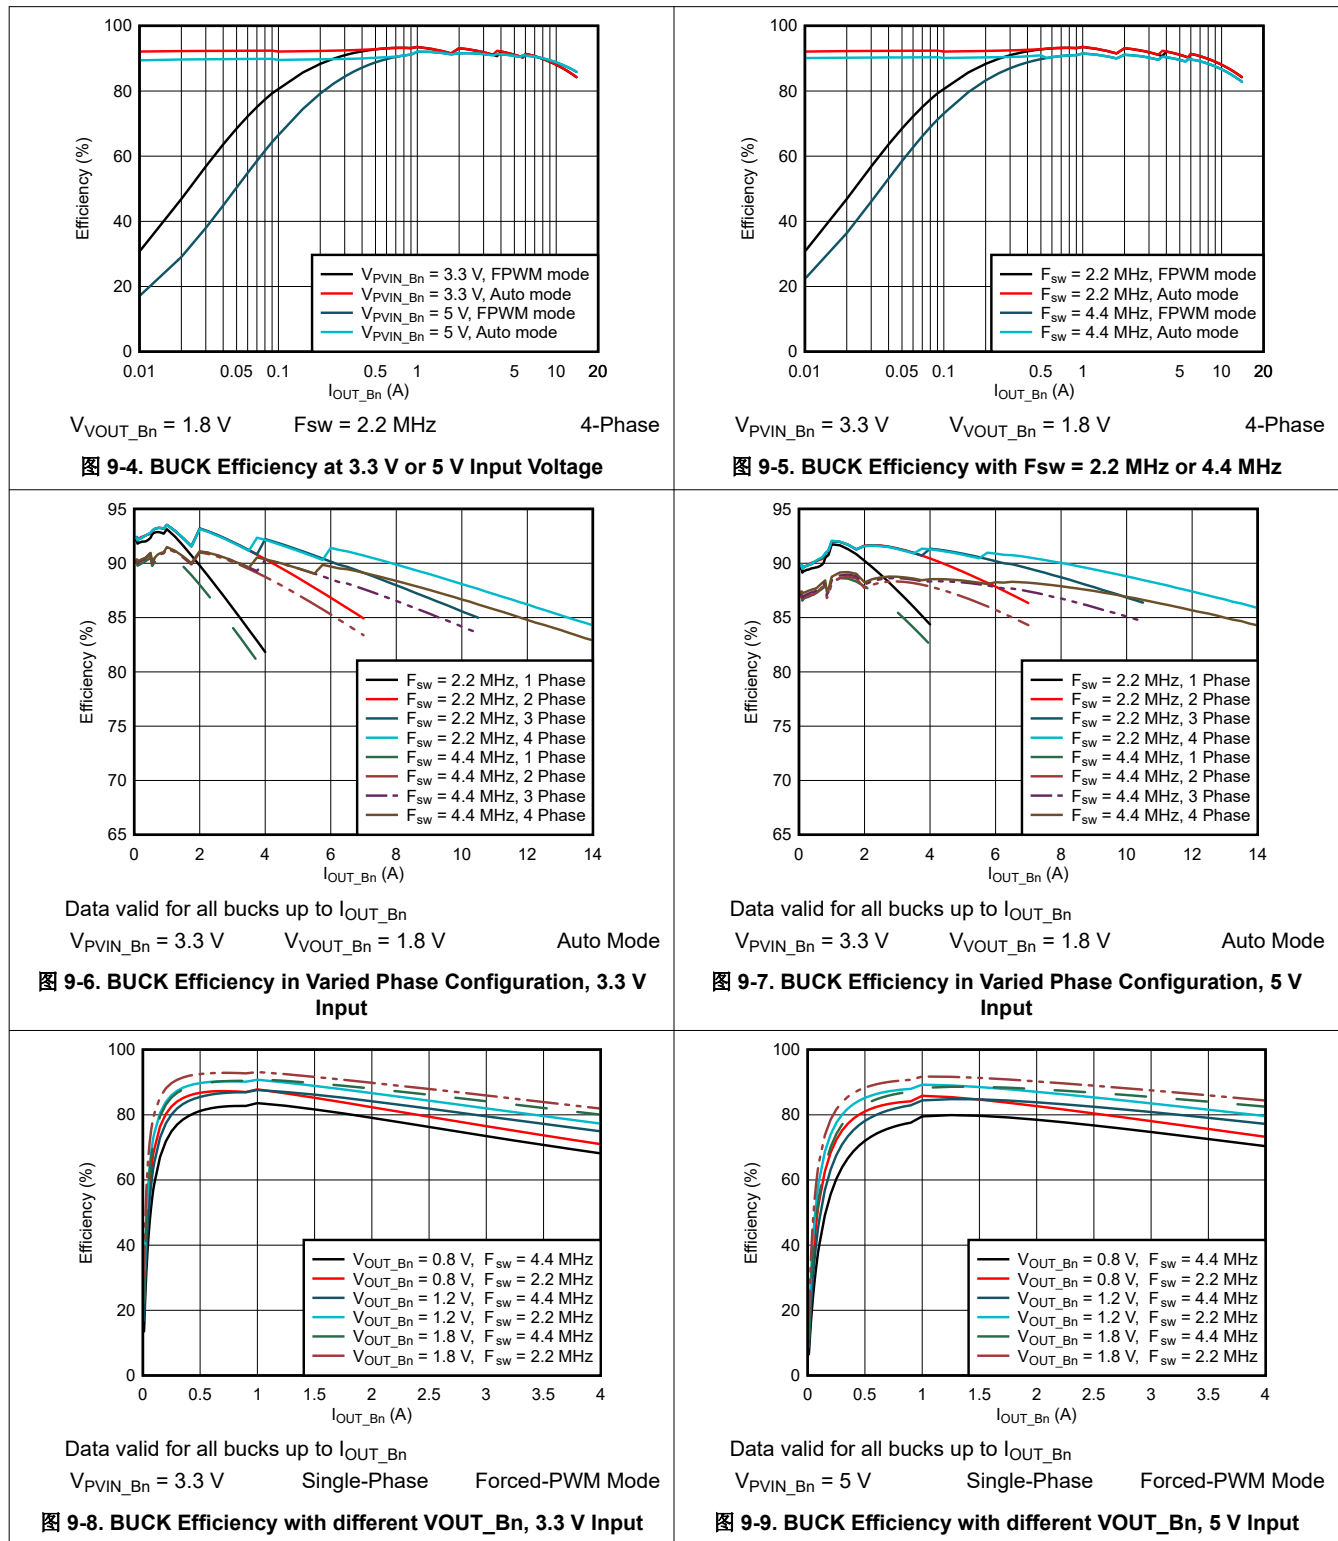 100
80
60
40
20
0
Efficiency (%)
0.01 0.05 0.1 0.5 1 5 10 20
I_OUT_Bn (A)
V_PVIN_Bn = 3.3 V, FPWM mode
V_PVIN_Bn = 3.3 V, Auto mode
V_PVIN_Bn = 5 V, FPWM mode
V_PVIN_Bn = 5 V, Auto mode
V_VOUT_Bn = 1.8 V Fsw = 2.2 MHz 4-Phase
图 9-4. BUCK Efficiency at 3.3 V or 5 V Input Voltage
100
80
60
40
20
0
Efficiency (%)
0.01 0.05 0.1 0.5 1 5 10 20
I_OUT_Bn (A)
F_sw = 2.2 MHz, FPWM mode
F_sw = 2.2 MHz, Auto mode
F_sw = 4.4 MHz, FPWM mode
F_sw = 4.4 MHz, Auto mode
V_PVIN_Bn = 3.3 V V_VOUT_Bn = 1.8 V 4-Phase
图 9-5. BUCK Efficiency with Fsw = 2.2 MHz or 4.4 MHz
95
90
85
80
75
70
65
Efficiency (%)
0 2 4 6 8 10 12 14
I_OUT_Bn (A)
F_sw = 2.2 MHz, 1 Phase
F_sw = 2.2 MHz, 2 Phase
F_sw = 2.2 MHz, 3 Phase
F_sw = 2.2 MHz, 4 Phase
F_sw = 4.4 MHz, 1 Phase
F_sw = 4.4 MHz, 2 Phase
F_sw = 4.4 MHz, 3 Phase
F_sw = 4.4 MHz, 4 Phase
Data valid for all bucks up to I_OUT_Bn
V_PVIN_Bn = 3.3 V V_VOUT_Bn = 1.8 V Auto Mode
图 9-6. BUCK Efficiency in Varied Phase Configuration, 3.3 V
Input
95
90
85
80
75
70
65
Efficiency (%)
0 2 4 6 8 10 12 14
I_OUT_Bn (A)
F_sw = 2.2 MHz, 1 Phase
F_sw = 2.2 MHz, 2 Phase
F_sw = 2.2 MHz, 3 Phase
F_sw = 2.2 MHz, 4 Phase
F_sw = 4.4 MHz, 1 Phase
F_sw = 4.4 MHz, 2 Phase
F_sw = 4.4 MHz, 3 Phase
F_sw = 4.4 MHz, 4 Phase
Data valid for all bucks up to I_OUT_Bn
V_PVIN_Bn = 3.3 V V_VOUT_Bn = 1.8 V Auto Mode
图 9-7. BUCK Efficiency in Varied Phase Configuration, 5 V
Input
100
80
60
40
20
0
Efficiency (%)
0 0.5 1 1.5 2 2.5 3 3.5 4
I_OUT_Bn (A)
V_OUT_Bn = 0.8 V, F_sw = 4.4 MHz
V_OUT_Bn = 0.8 V, F_sw = 2.2 MHz
V_OUT_Bn = 1.2 V, F_sw = 4.4 MHz
V_OUT_Bn = 1.2 V, F_sw = 2.2 MHz
V_OUT_Bn = 1.8 V, F_sw = 4.4 MHz
V_OUT_Bn = 1.8 V, F_sw = 2.2 MHz
Data valid for all bucks up to I_OUT_Bn
V_PVIN_Bn = 3.3 V Single-Phase Forced-PWM Mode
图 9-8. BUCK Efficiency with different VOUT_Bn, 3.3 V Input
100
80
60
40
20
0
Efficiency (%)
0 0.5 1 1.5 2 2.5 3 3.5 4
I_OUT_Bn (A)
V_OUT_Bn = 0.8 V, F_sw = 4.4 MHz
V_OUT_Bn = 0.8 V, F_sw = 2.2 MHz
V_OUT_Bn = 1.2 V, F_sw = 4.4 MHz
V_OUT_Bn = 1.2 V, F_sw = 2.2 MHz
V_OUT_Bn = 1.8 V, F_sw = 4.4 MHz
V_OUT_Bn = 1.8 V, F_sw = 2.2 MHz
Data valid for all bucks up to I_OUT_Bn
V_PVIN_Bn = 5 V Single-Phase Forced-PWM Mode
图 9-9. BUCK Efficiency with different VOUT_Bn, 5 V Input